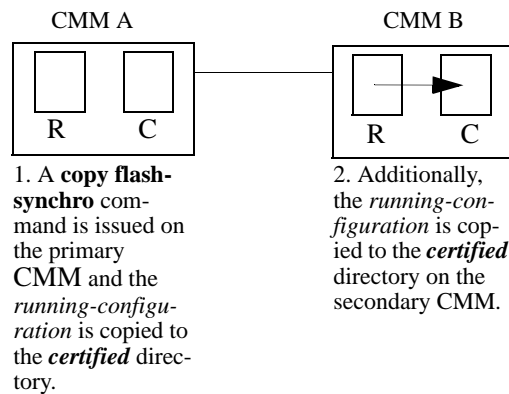 CMM A
CMM B
R
C
R
C
1. A copy flash-
synchro com-
mand is issued on
the primary
CMM and the
running-configu-
ration is copied to
the certified direc-
tory.
2. Additionally,
the running-con-
figuration is cop-
ied to the certified
directory on the
secondary CMM.